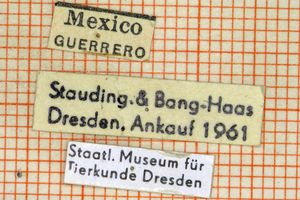 Mexico
GUERRERO
Stauding. & Bang-Haas
Dresden, Ankauf 1961
Staatl. Museum für
Tierkunde Dresden